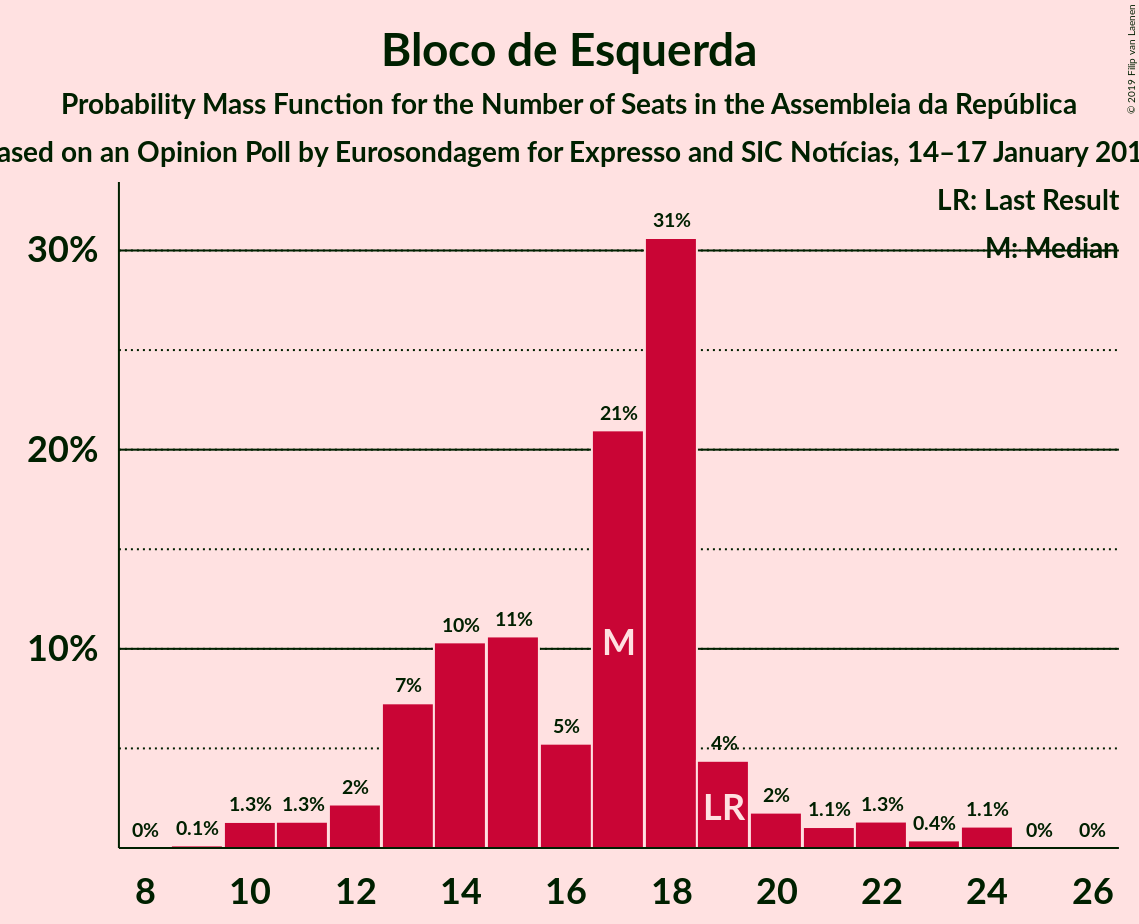 Bloco de Esquerda
Probability Mass Function for the Number of Seats in the Assembleia da República
ased on an Opinion Poll by Eurosondagem for Expresso and SIC Notícias, 14–17 January 201
© 2019 Filip van Laenen
LR: Last Result
M: Median
30%
20%
10%
0%
0.1%
1.3%
1.3%
2%
7%
10%
11%
5%
21%
31%
4%
2%
1.1%
1.3%
0.4%
1.1%
0%
0%
M
LR
8 10 12 14 16 18 20 22 24 26